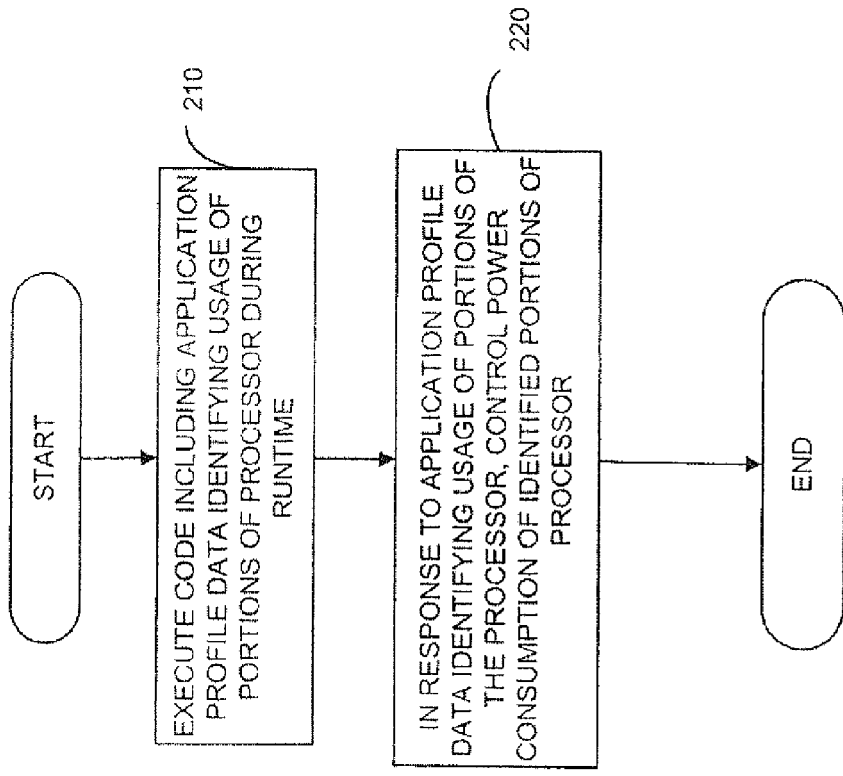 START
EXECUTE CODE INCLUDING APPLICATION
PROFILE DATA IDENTIFYING USAGE OF
PORTIONS OF PROCESSOR DURING
RUNTIME
210
IN RESPONSE TO APPLICATION PROFILE
DATA IDENTIFYING USAGE OF PORTIONS OF
THE PROCESSOR, CONTROL POWER
CONSUMPTION OF IDENTIFIED PORTIONS OF
PROCESSOR
220
END